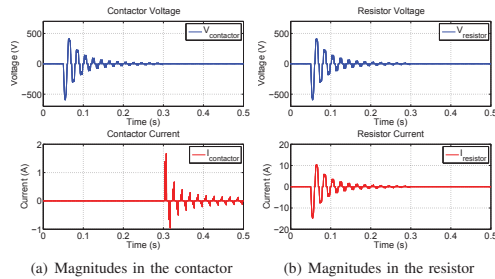 Contactor Voltage
Voltage (V)
500
0
−500
V contactor
0 0.1 0.2 0.3 0.4 0.5
Time (s)
Resistor Voltage
Voltage (V)
500
0
−500
V resistor
0 0.1 0.2 0.3 0.4 0.5
Time (s)
Contactor Current
Current (A)
2
1
0
−1
I contactor
0 0.1 0.2 0.3 0.4 0.5
Time (s)
Resistor Current
Current (A)
20
10
0
−10
−20
I resistor
0 0.1 0.2 0.3 0.4 0.5
Time (s)
(a) Magnitudes in the contactor
(b) Magnitudes in the resistor